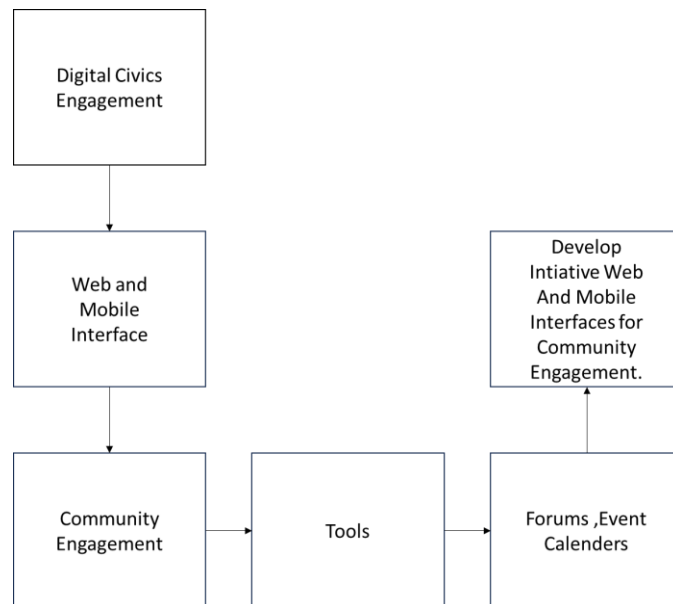 Digital Civics
Engagement
Web and
Mobile
Interface
Community
Engagement
Tools
Forums ,Event
Calenders
Develop
Intiative Web
And Mobile
Interfaces for
Community
Engagement.